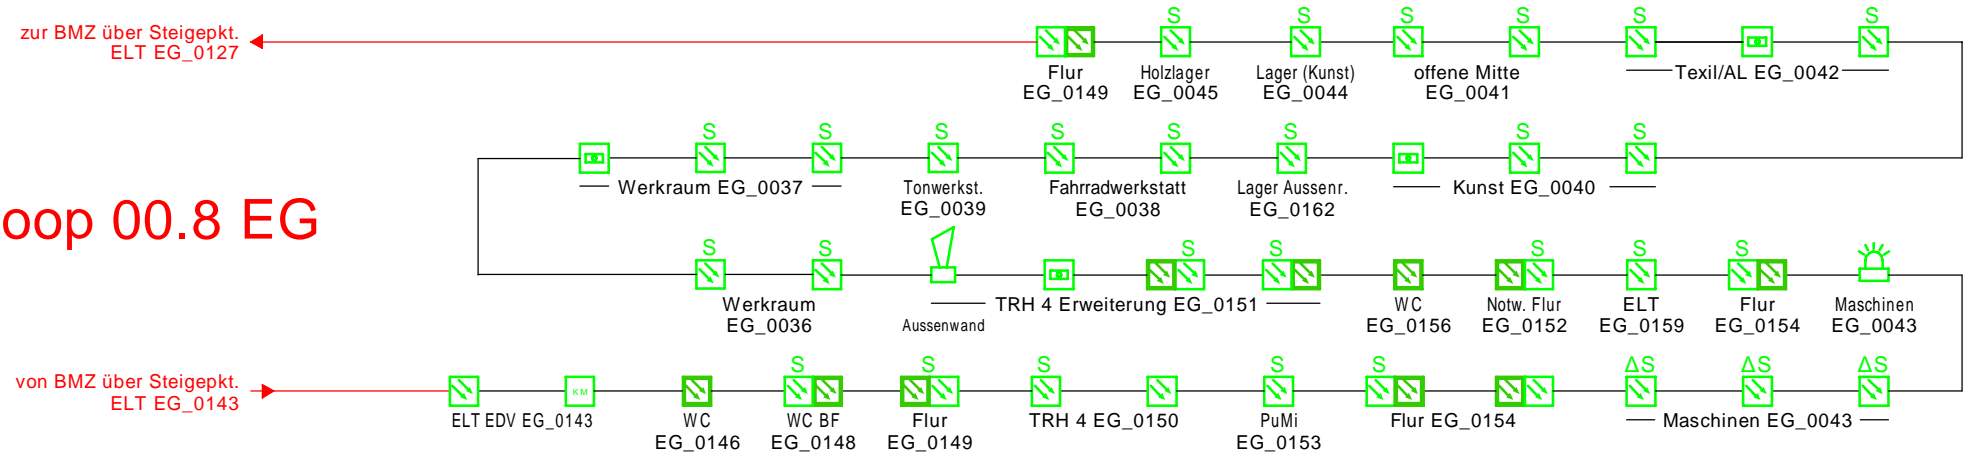 S S S S S S
zur BMZ über Steigepkt.
ELT EG_0127
Flur Holzlager Lager (Kunst) offene Mitte Texil/AL EG_0042
EG_0149 EG_0045 EG_0044 EG_0041
S S S S S S S S
Werkraum EG_0037 Tonwerkst. Fahrradwerkstatt Lager Aussenr. Kunst EG_0040
EG_0039 EG_0038 EG_0162
oop 00.8 EG
S S S S S S S
Werkraum TRH 4 Erweiterung EG_0151 WC Notw. Flur ELT Flur Maschinen
EG_0036 Aussenwand EG_0156 EG_0152 EG_0159 EG_0154 EG_0043
S S S S S ΔS ΔS ΔS
von BMZ über Steigepkt.
ELT EG_0143
KM
ELT EDV EG_0143 WC WC BF Flur TRH 4 EG_0150 PuMi Flur EG_0154 Maschinen EG_0043
EG_0146 EG_0148 EG_0149 EG_0153